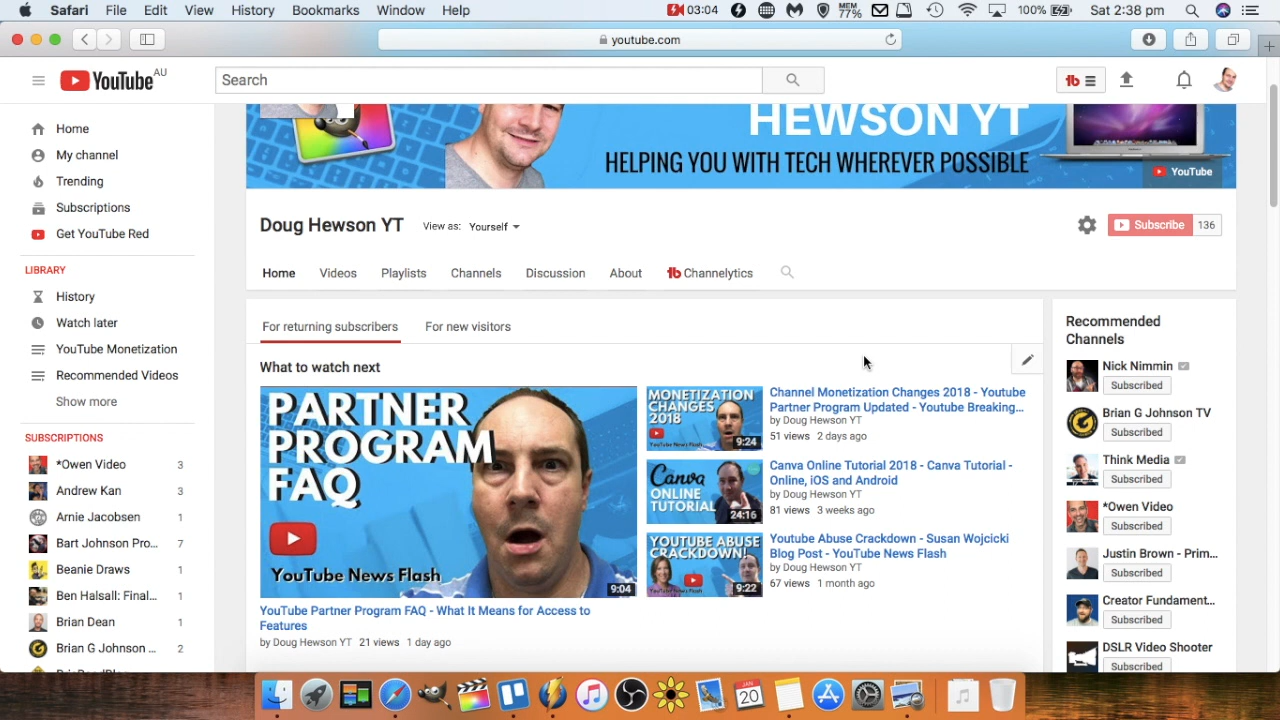 Safari File Edit View History Bookmarks Window Help 03:04 MEM 77% 100% Sat 2:38 pm
youtube.com
YouTube AU
Search
Home
My channel
Trending
Subscriptions
Get YouTube Red
LIBRARY
History
Watch later
YouTube Monetization
Recommended Videos
Show more
SUBSCRIPTIONS
*Owen Video 3
Andrew Kan 3
Arnie Jacobsen 1
Bart Johnson Pro... 7
Beanie Draws 1
Ben Halsall: Final... 1
Brian Dean 1
Brian G Johnson ... 2
HEWSON YT
HELPING YOU WITH TECH WHEREVER POSSIBLE
YouTube
Doug Hewson YT View as: Yourself
Subscribe 136
Home Videos Playlists Channels Discussion About Channelytics
For returning subscribers For new visitors
What to watch next
PARTNER
PROGRAM
FAQ
YouTube News Flash
9:04
YouTube Partner Program FAQ - What It Means for Access to
Features
by Doug Hewson YT 21 views 1 day ago
MONETIZATION
CHANGES
2018
YouTube News Flash
9:24
Channel Monetization Changes 2018 - Youtube
Partner Program Updated - Youtube Breaking...
by Doug Hewson YT
51 views 2 days ago
Canva
ONLINE
TUTORIAL
24:16
Canva Online Tutorial 2018 - Canva Tutorial -
Online, iOS and Android
by Doug Hewson YT
81 views 3 weeks ago
YOUTUBE ABUSE
CRACKDOWN!
YouTube News Flash
9:22
Youtube Abuse Crackdown - Susan Wojcicki
Blog Post - YouTube News Flash
by Doug Hewson YT
67 views 1 month ago
Recommended
Channels
Nick Nimmin
Subscribed
Brian G Johnson TV
Subscribed
Think Media
Subscribed
*Owen Video
Subscribed
Justin Brown - Prim...
Subscribed
Creator Fundament...
Subscribed
DSLR Video Shooter
Subscribed
JAN
20